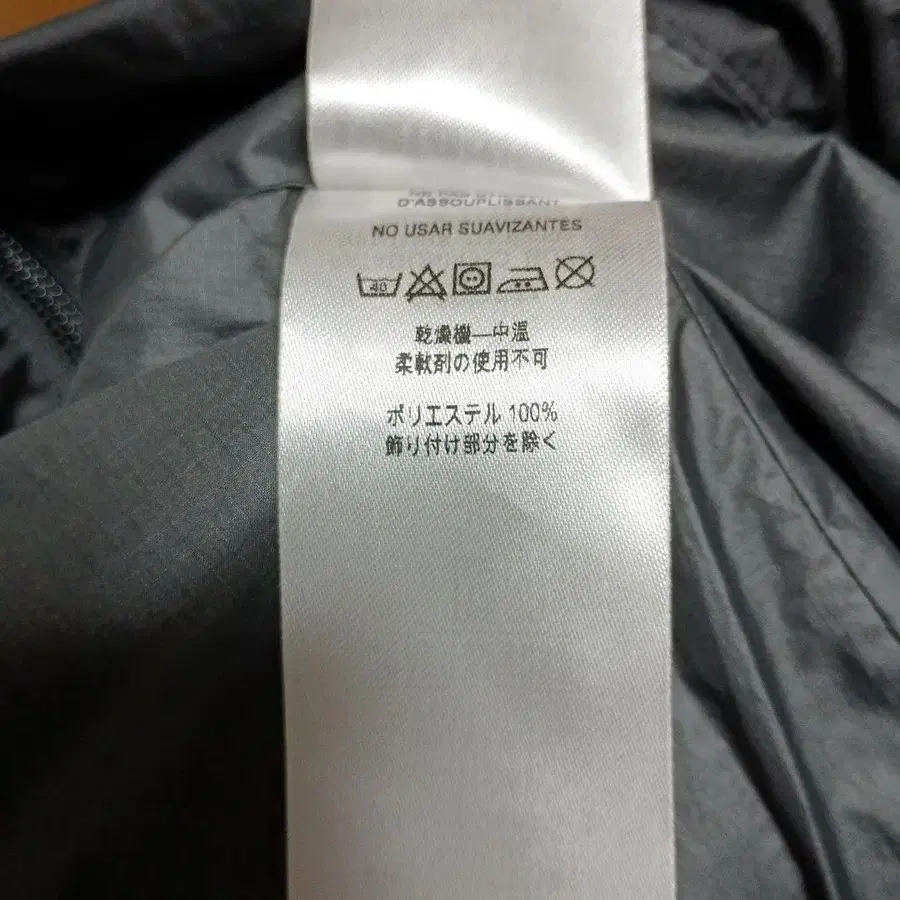 D'ASSOUPLISSANT
NO USAR SUAVIZANTES
40
乾燥機—中温
柔軟剤の使用不可
ポリエステル 100%
飾り付け部分を除く